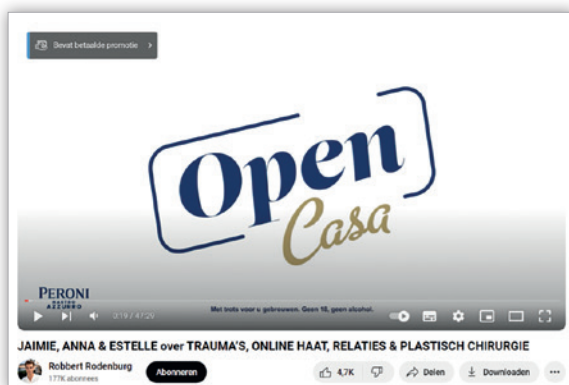 Bevat betaalde promotie
Open
Casa
PERONI
NASTRO
AZZURRO
0:19 / 47:29
Met trots voor u gebrouwen. Geen 18, geen alcohol.
JAIMIE, ANNA & ESTELLE over TRAUMA'S, ONLINE HAAT, RELATIES & PLASTISCH CHIRURGIE
Robbert Rodenburg
177K abonnees
Abonneren
4,7K
Delen
Downloaden